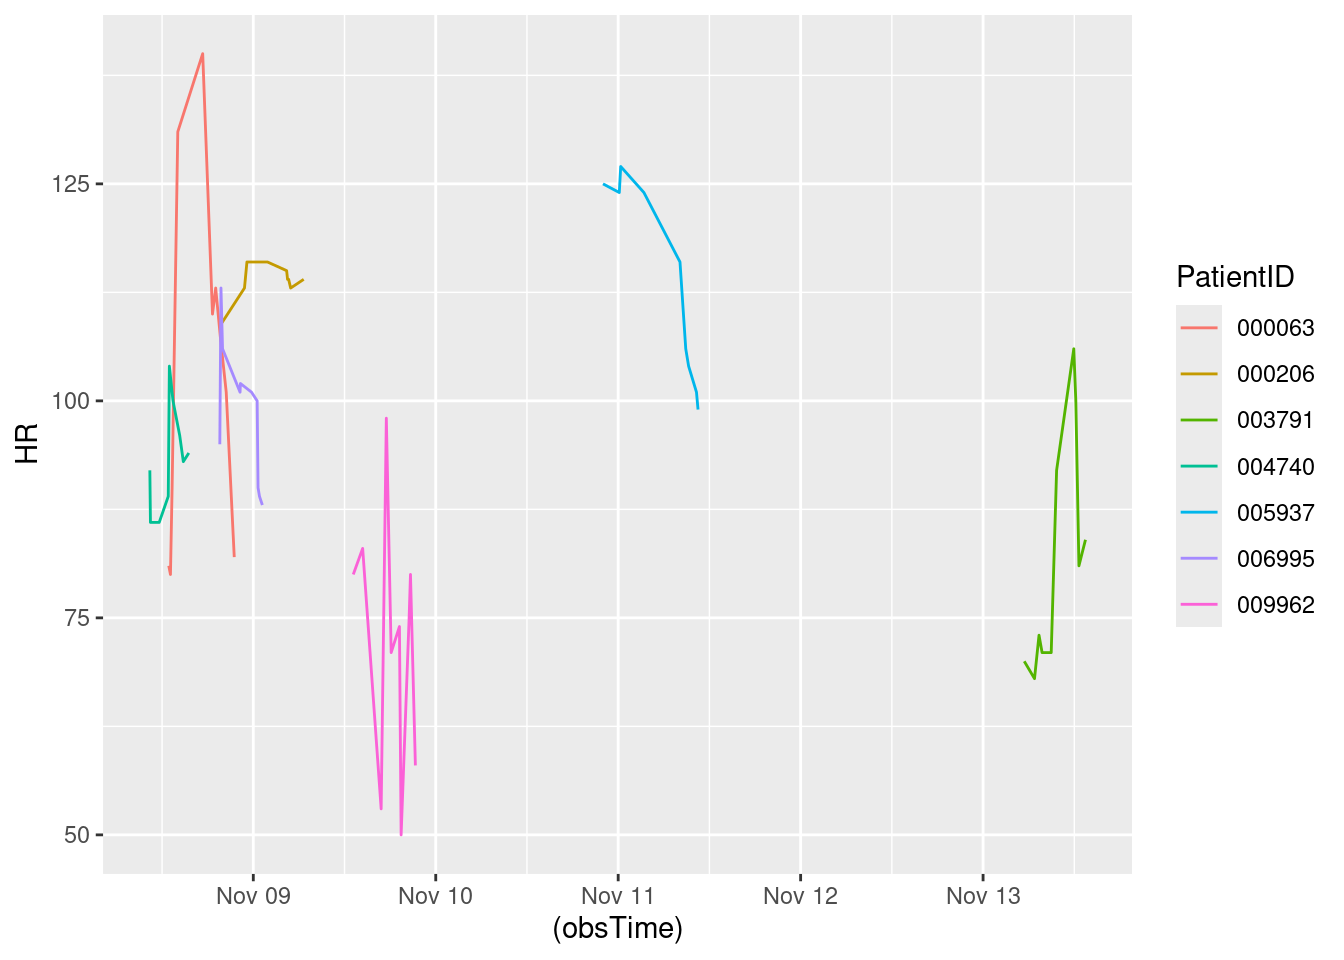 125
100
75
50
HR
Nov 09
Nov 10
Nov 11
Nov 12
Nov 13
(obsTime)
PatientID
000063
000206
003791
004740
005937
006995
009962